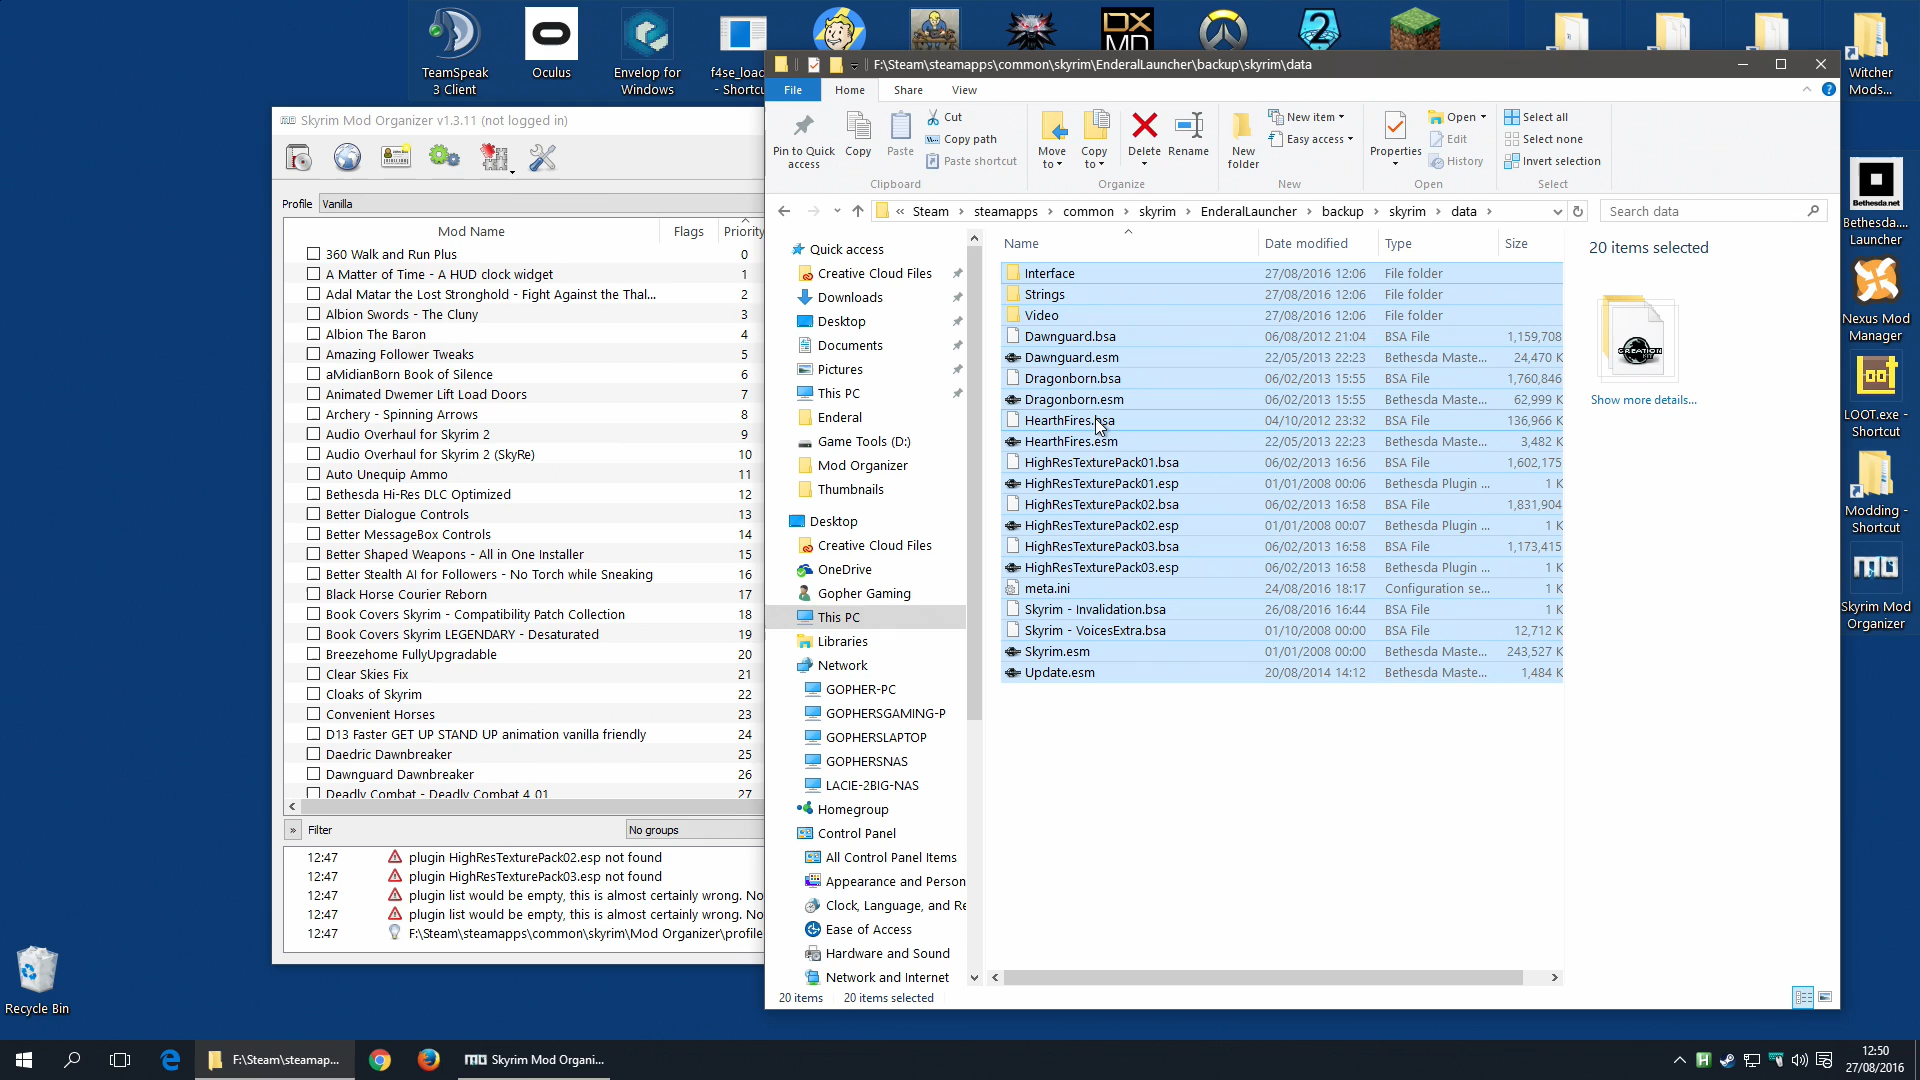 TeamSpeak
3 Client
Oculus
Envelop for
Windows
f4se_load
- Shortcu
DX
MD
2
Witcher
Mods...
Bethesda.net
Bethesda....
Launcher
Nexus Mod
Manager
LOOT.exe -
Shortcut
Modding -
Shortcut
MO
Skyrim Mod
Organizer
Recycle Bin
Skyrim Mod Organizer v1.3.11 (not logged in)
Profile
Vanilla
Mod Name
Flags
Priority
360 Walk and Run Plus 0
A Matter of Time - A HUD clock widget 1
Adal Matar the Lost Stronghold - Fight Against the Thal... 2
Albion Swords - The Cluny 3
Albion The Baron 4
Amazing Follower Tweaks 5
aMidianBorn Book of Silence 6
Animated Dwemer Lift Load Doors 7
Archery - Spinning Arrows 8
Audio Overhaul for Skyrim 2 9
Audio Overhaul for Skyrim 2 (SkyRe) 10
Auto Unequip Ammo 11
Bethesda Hi-Res DLC Optimized 12
Better Dialogue Controls 13
Better MessageBox Controls 14
Better Shaped Weapons - All in One Installer 15
Better Stealth AI for Followers - No Torch while Sneaking 16
Black Horse Courier Reborn 17
Book Covers Skyrim - Compatibility Patch Collection 18
Book Covers Skyrim LEGENDARY - Desaturated 19
Breezehome FullyUpgradable 20
Clear Skies Fix 21
Cloaks of Skyrim 22
Convenient Horses 23
D13 Faster GET UP STAND UP animation vanilla friendly 24
Daedric Dawnbreaker 25
Dawnguard Dawnbreaker 26
Deadly Combat - Deadly Combat 4 01 27
Filter
No groups
12:47 plugin HighResTexturePack02.esp not found
12:47 plugin HighResTexturePack03.esp not found
12:47 plugin list would be empty, this is almost certainly wrong. No
12:47 plugin list would be empty, this is almost certainly wrong. No
12:47 F:\Steam\steamapps\common\skyrim\Mod Organizer\profile
F:\Steam\steamapps\common\skyrim\EnderalLauncher\backup\skyrim\data
File
Home
Share
View
Pin to Quick
access
Copy
Paste
Cut
Copy path
Paste shortcut
Clipboard
Move
to
Copy
to
Delete
Rename
Organize
New
folder
New item
Easy access
New
Properties
Open
Edit
History
Open
Select all
Select none
Invert selection
Select
« Steam › steamapps › common › skyrim › EnderalLauncher › backup › skyrim › data ›
Search data
Quick access
Creative Cloud Files
Downloads
Desktop
Documents
Pictures
This PC
Enderal
Game Tools (D:)
Mod Organizer
Thumbnails
Desktop
Creative Cloud Files
OneDrive
Gopher Gaming
This PC
Libraries
Network
GOPHER-PC
GOPHERSGAMING-P
GOPHERSLAPTOP
GOPHERSNAS
LACIE-2BIG-NAS
Homegroup
Control Panel
All Control Panel Items
Appearance and Person
Clock, Language, and Re
Ease of Access
Hardware and Sound
Network and Internet
Name Date modified Type Size
Interface 27/08/2016 12:06 File folder
Strings 27/08/2016 12:06 File folder
Video 27/08/2016 12:06 File folder
Dawnguard.bsa 06/08/2012 21:04 BSA File 1,159,708
Dawnguard.esm 22/05/2013 22:23 Bethesda Maste... 24,470 K
Dragonborn.bsa 06/02/2013 15:55 BSA File 1,760,846
Dragonborn.esm 06/02/2013 15:55 Bethesda Maste... 62,999 K
HearthFires.bsa 04/10/2012 23:32 BSA File 136,966 K
HearthFires.esm 22/05/2013 22:23 Bethesda Maste... 3,482 K
HighResTexturePack01.bsa 06/02/2013 16:56 BSA File 1,602,175
HighResTexturePack01.esp 01/01/2008 00:06 Bethesda Plugin ... 1 K
HighResTexturePack02.bsa 06/02/2013 16:58 BSA File 1,831,904
HighResTexturePack02.esp 01/01/2008 00:07 Bethesda Plugin ... 1 K
HighResTexturePack03.bsa 06/02/2013 16:58 BSA File 1,173,415
HighResTexturePack03.esp 06/02/2013 16:58 Bethesda Plugin ... 1 K
meta.ini 24/08/2016 18:17 Configuration se... 1 K
Skyrim - Invalidation.bsa 26/08/2016 16:44 BSA File 1 K
Skyrim - VoicesExtra.bsa 01/10/2008 00:00 BSA File 12,712 K
Skyrim.esm 01/01/2008 00:00 Bethesda Maste... 243,527 K
Update.esm 20/08/2014 14:12 Bethesda Maste... 1,484 K
20 items selected
CREATION
Show more details...
20 items 20 items selected
F:\Steam\steamap...
MO Skyrim Mod Organi...
12:50
27/08/2016